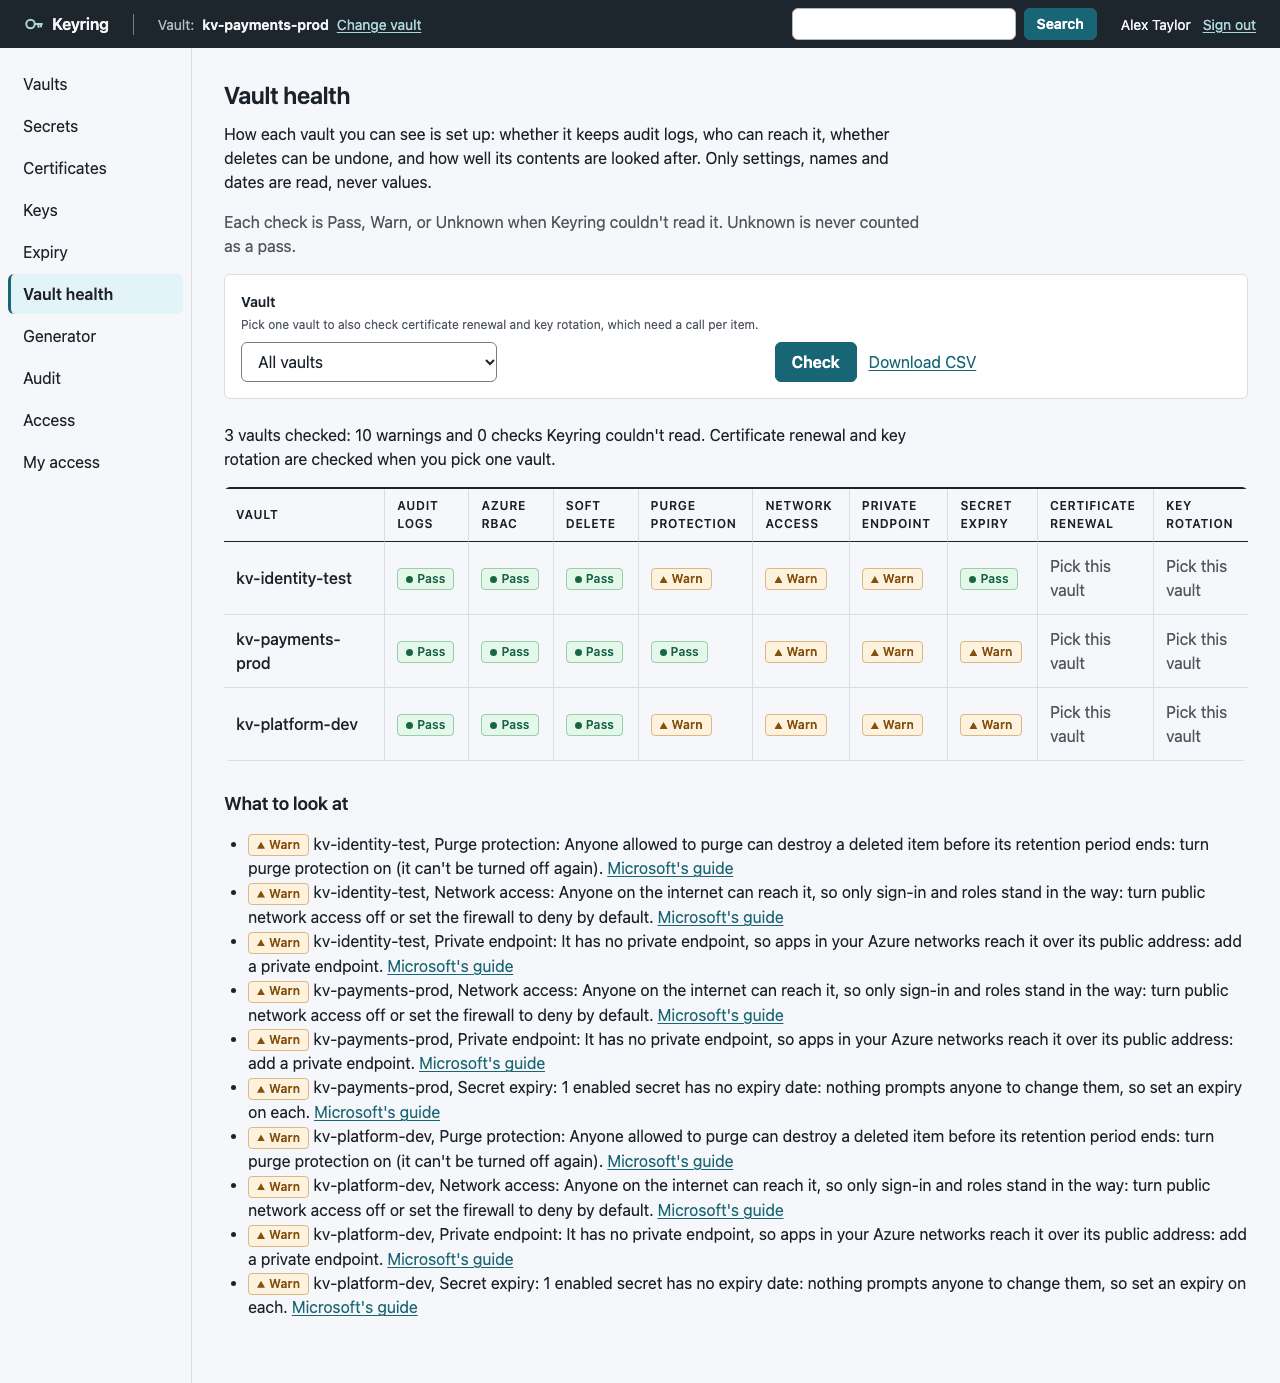 Keyring
Vault: kv-payments-prod Change vault
Search
Alex Taylor Sign out
Vaults
Secrets
Certificates
Keys
Expiry
Vault health
Generator
Audit
Access
My access
Vault health
How each vault you can see is set up: whether it keeps audit logs, who can reach it, whether
deletes can be undone, and how well its contents are looked after. Only settings, names and
dates are read, never values.
Each check is Pass, Warn, or Unknown when Keyring couldn't read it. Unknown is never counted
as a pass.
Vault
Pick one vault to also check certificate renewal and key rotation, which need a call per item.
All vaults Check Download CSV
3 vaults checked: 10 warnings and 0 checks Keyring couldn't read. Certificate renewal and key
rotation are checked when you pick one vault.
VAULT AUDIT LOGS AZURE RBAC SOFT DELETE PURGE PROTECTION NETWORK ACCESS PRIVATE ENDPOINT SECRET EXPIRY CERTIFICATE RENEWAL KEY ROTATION
kv-identity-test Pass Pass Pass Warn Warn Warn Pass Pick this vault Pick this vault
kv-payments-prod Pass Pass Pass Pass Warn Warn Warn Pick this vault Pick this vault
kv-platform-dev Pass Pass Pass Warn Warn Warn Warn Pick this vault Pick this vault
What to look at
Warn kv-identity-test, Purge protection: Anyone allowed to purge can destroy a deleted item before its retention period ends: turn
purge protection on (it can't be turned off again). Microsoft's guide
Warn kv-identity-test, Network access: Anyone on the internet can reach it, so only sign-in and roles stand in the way: turn public
network access off or set the firewall to deny by default. Microsoft's guide
Warn kv-identity-test, Private endpoint: It has no private endpoint, so apps in your Azure networks reach it over its public address: add
a private endpoint. Microsoft's guide
Warn kv-payments-prod, Network access: Anyone on the internet can reach it, so only sign-in and roles stand in the way: turn public
network access off or set the firewall to deny by default. Microsoft's guide
Warn kv-payments-prod, Private endpoint: It has no private endpoint, so apps in your Azure networks reach it over its public address:
add a private endpoint. Microsoft's guide
Warn kv-payments-prod, Secret expiry: 1 enabled secret has no expiry date: nothing prompts anyone to change them, so set an expiry
on each. Microsoft's guide
Warn kv-platform-dev, Purge protection: Anyone allowed to purge can destroy a deleted item before its retention period ends: turn
purge protection on (it can't be turned off again). Microsoft's guide
Warn kv-platform-dev, Network access: Anyone on the internet can reach it, so only sign-in and roles stand in the way: turn public
network access off or set the firewall to deny by default. Microsoft's guide
Warn kv-platform-dev, Private endpoint: It has no private endpoint, so apps in your Azure networks reach it over its public address: add
a private endpoint. Microsoft's guide
Warn kv-platform-dev, Secret expiry: 1 enabled secret has no expiry date: nothing prompts anyone to change them, so set an expiry on
each. Microsoft's guide